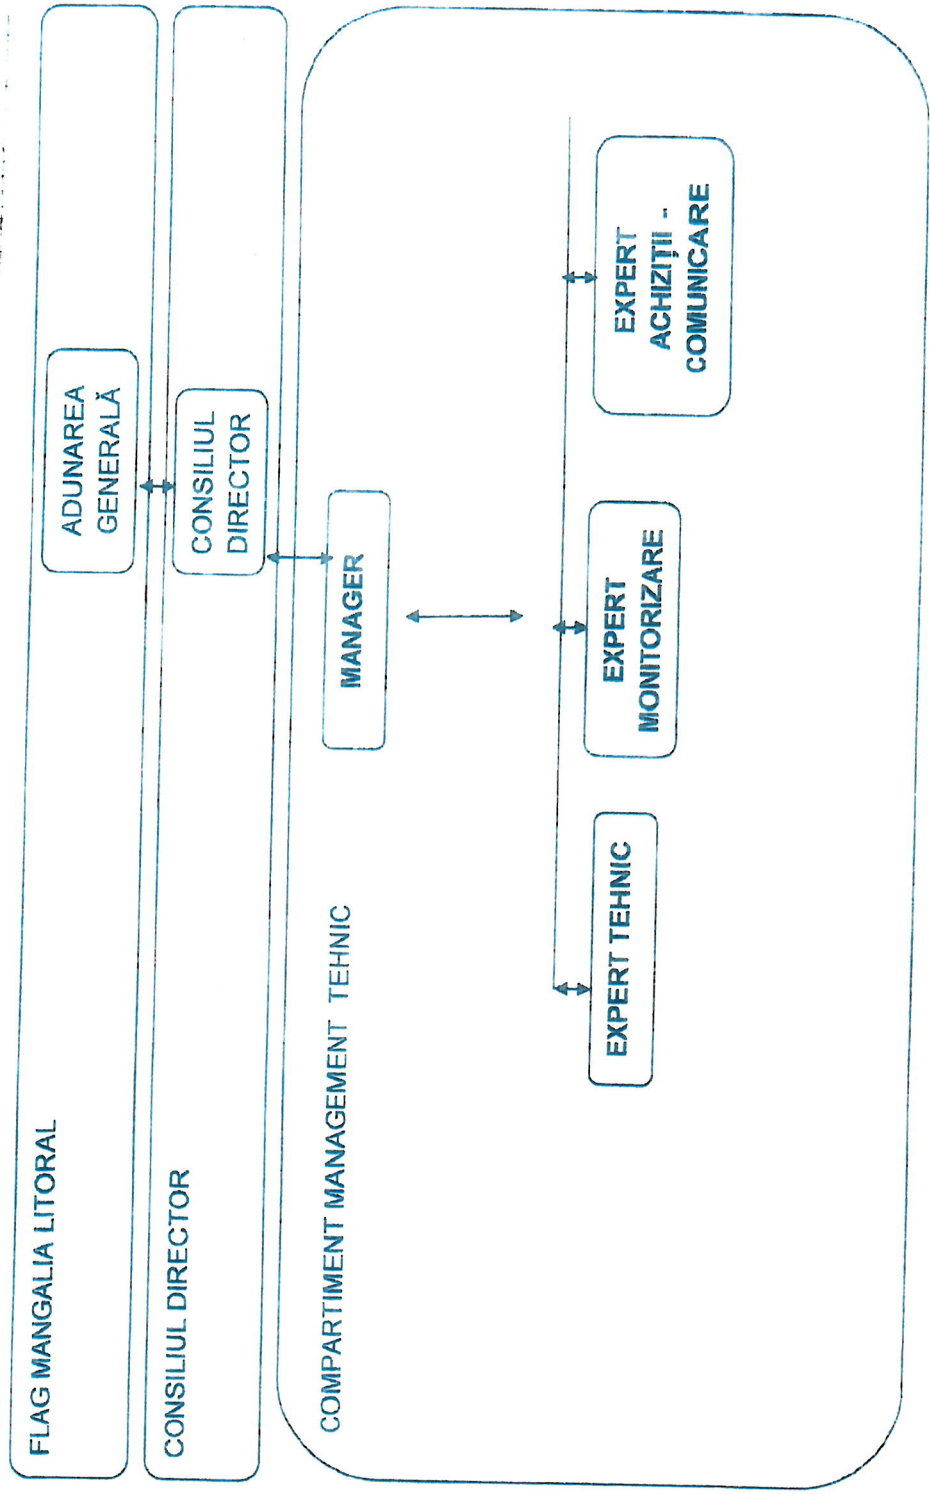 FLAG MANGALIA LITORAL
ADUNAREA
GENERALĂ
CONSILIUL DIRECTOR
CONSILIUL
DIRECTOR
COMPARTIMENT MANAGEMENT TEHNIC
MANAGER
EXPERT TEHNIC
EXPERT
MONITORIZARE
EXPERT
ACHIZIŢII -
COMUNICARE